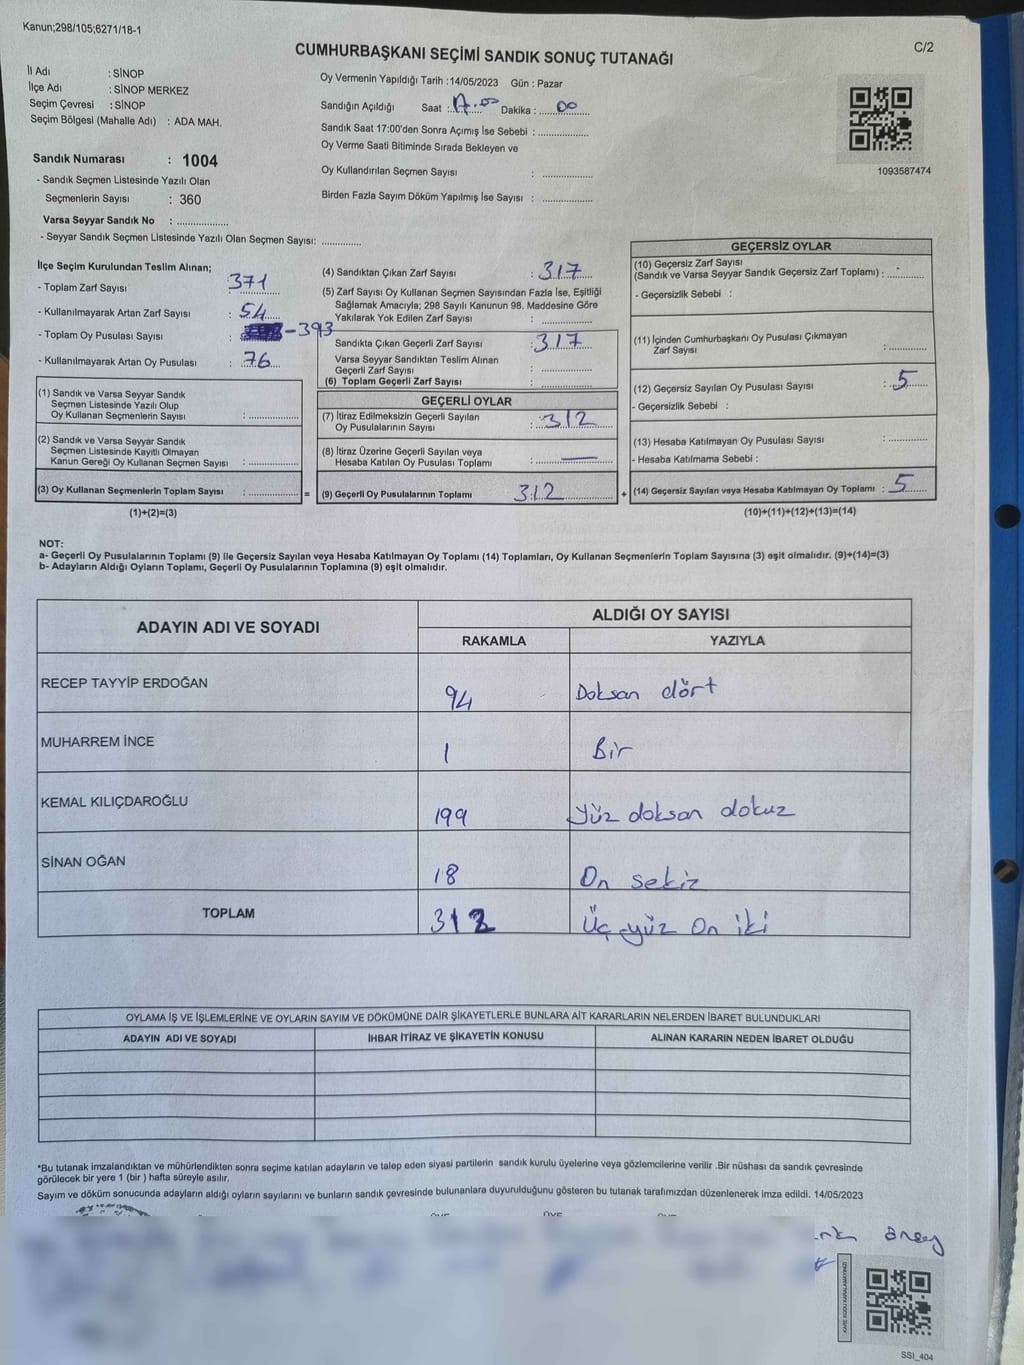 Kanun;298/105;6271/18-1
C/2
CUMHURBAŞKANI SEÇİMİ SANDIK SONUÇ TUTANAĞI
İl Adı : SİNOP
İlçe Adı : SİNOP MERKEZ
Seçim Çevresi : SİNOP
Seçim Bölgesi (Mahalle Adı) : ADA MAH.
Sandık Numarası : 1004
- Sandık Seçmen Listesinde Yazılı Olan
Seçmenlerin Sayısı : 360
Varsa Seyyar Sandık No : ..................
- Seyyar Sandık Seçmen Listesinde Yazılı Olan Seçmen Sayısı: .............
Oy Vermenin Yapıldığı Tarih :14/05/2023 Gün : Pazar
Sandığın Açıldığı Saat : 17.00 Dakika : 00
Sandık Saat 17:00'den Sonra Açımış İse Sebebi : .................
Oy Verme Saati Bitiminde Sırada Bekleyen ve
Oy Kullandırılan Seçmen Sayısı : .................
Birden Fazla Sayım Döküm Yapılmış İse Sayısı : .................
1093587474
İlçe Seçim Kurulundan Teslim Alınan;
- Toplam Zarf Sayısı : 371
- Kullanılmayarak Artan Zarf Sayısı : 54
- Toplam Oy Pusulası Sayısı : -393
- Kullanılmayarak Artan Oy Pusulası : 76
(1) Sandık ve Varsa Seyyar Sandık
Seçmen Listesinde Yazılı Olup
Oy Kullanan Seçmenlerin Sayısı : .................
(2) Sandık ve Varsa Seyyar Sandık
Seçmen Listesinde Kayıtlı Olmayan
Kanun Gereği Oy Kullanan Seçmen Sayısı : .................
(3) Oy Kullanan Seçmenlerin Toplam Sayısı : ................. =
(1)+(2)=(3)
(4) Sandıktan Çıkan Zarf Sayısı : 317
(5) Zarf Sayısı Oy Kullanan Seçmen Sayısından Fazla İse, Eşitliği
Sağlamak Amacıyla; 298 Sayılı Kanunun 98. Maddesine Göre
Yakılarak Yok Edilen Zarf Sayısı : .................
Sandıkta Çıkan Geçerli Zarf Sayısı : 317
Varsa Seyyar Sandıktan Teslim Alınan
Geçerli Zarf Sayısı : .................
(6) Toplam Geçerli Zarf Sayısı : .................
GEÇERLİ OYLAR
(7) İtiraz Edilmeksizin Geçerli Sayılan
Oy Pusulalarının Sayısı : 312
(8) İtiraz Üzerine Geçerli Sayılan veya
Hesaba Katılan Oy Pusulası Toplamı : —
(9) Geçerli Oy Pusulalarının Toplamı 312 +
GEÇERSİZ OYLAR
(10) Geçersiz Zarf Sayısı
(Sandık ve Varsa Seyyar Sandık Geçersiz Zarf Toplamı) : .............
- Geçersizlik Sebebi :
(11) İçinden Cumhurbaşkanı Oy Pusulası Çıkmayan
Zarf Sayısı : .............
(12) Geçersiz Sayılan Oy Pusulası Sayısı : 5
- Geçersizlik Sebebi :
(13) Hesaba Katılmayan Oy Pusulası Sayısı : .............
- Hesaba Katılmama Sebebi :
(14) Geçersiz Sayılan veya Hesaba Katılmayan Oy Toplamı : 5
(10)+(11)+(12)+(13)=(14)
NOT:
a- Geçerli Oy Pusulalarının Toplamı (9) ile Geçersiz Sayılan veya Hesaba Katılmayan Oy Toplamı (14) Toplamları, Oy Kullanan Seçmenlerin Toplam Sayısına (3) eşit olmalıdır. (9)+(14)=(3)
b- Adayların Aldığı Oyların Toplamı, Geçerli Oy Pusulalarının Toplamına (9) eşit olmalıdır.
ADAYIN ADI VE SOYADI ALDIĞI OY SAYISI
RAKAMLA YAZIYLA
RECEP TAYYİP ERDOĞAN 94 Doksan dört
MUHARREM İNCE 1 Bir
KEMAL KILIÇDAROĞLU 199 Yüz doksan dokuz
SİNAN OĞAN 18 On sekiz
TOPLAM 312 Üç yüz On iki
OYLAMA İŞ VE İŞLEMLERİNE VE OYLARIN SAYIM VE DÖKÜMÜNE DAİR ŞİKAYETLERLE BUNLARA AİT KARARLARIN NELERDEN İBARET BULUNDUKLARI
ADAYIN ADI VE SOYADI İHBAR İTİRAZ VE ŞİKAYETİN KONUSU ALINAN KARARIN NEDEN İBARET OLDUĞU
*Bu tutanak imzalandıktan ve mühürlendikten sonra seçime katılan adayların ve talep eden siyasi partilerin sandık kurulu üyelerine veya gözlemcilerine verilir .Bir nüshası da sandık çevresinde
görülecek bir yere 1 (bir ) hafta süreyle asılır.
Sayım ve döküm sonucunda adayların aldığı oyların sayılarını ve bunların sandık çevresinde bulunanlara duyurulduğunu gösteren bu tutanak tarafımızdan düzenlenerek imza edildi. 14/05/2023
KARE KODU KARALAMAYINIZ!
SSI_404